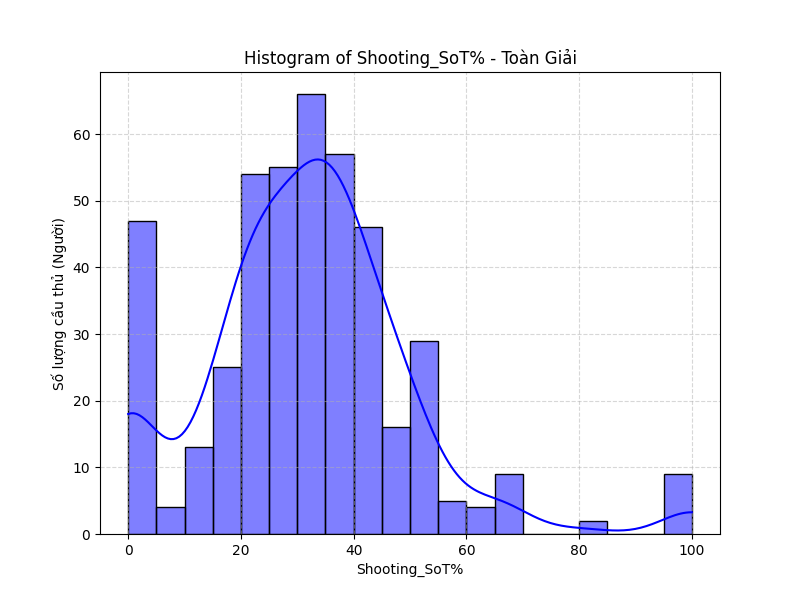 Histogram of Shooting_SoT% - Toàn Giải
Số lượng cầu thủ (Người)
60
50
40
30
20
10
0
0 20 40 60 80 100
Shooting_SoT%